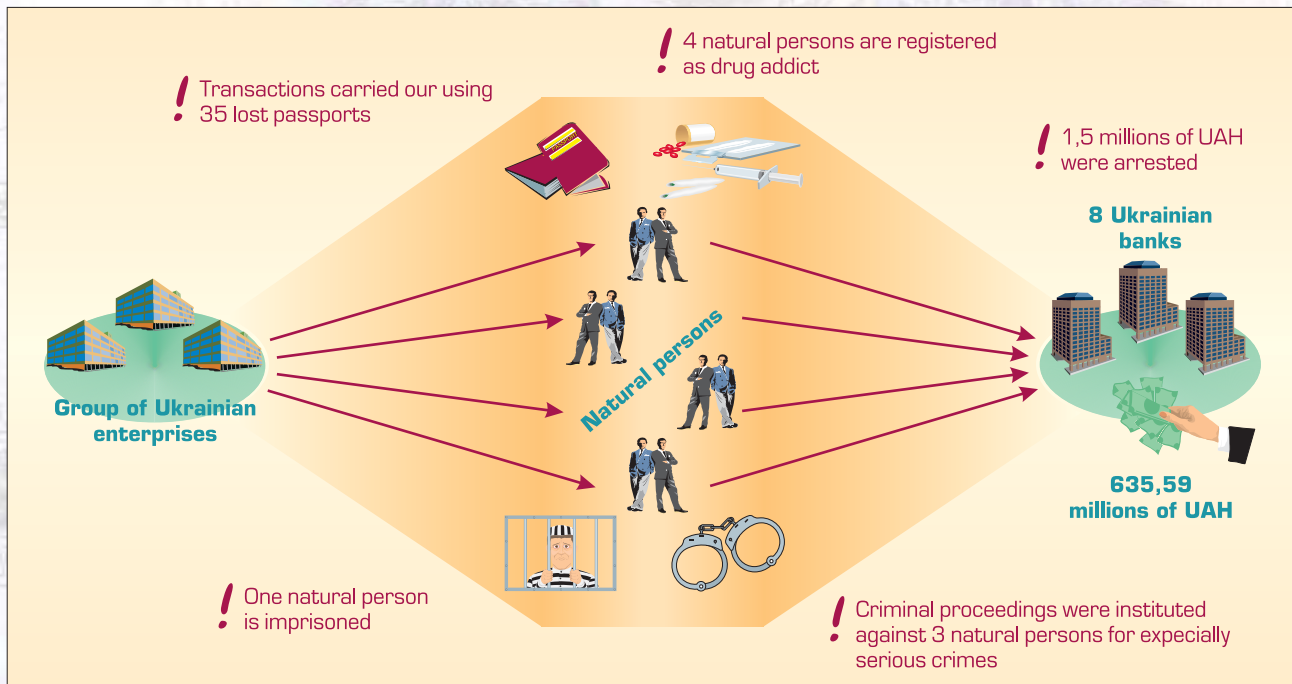 4 natural persons are registered
as drug addict
Transactions carried our using
35 lost passports
1,5 millions of UAH
were arrested
PASSPORT
8 Ukrainian
banks
Natural persons
Group of Ukrainian
enterprises
635,59
millions of UAH
One natural person
is imprisoned
Criminal proceedings were instituted
against 3 natural persons for expecially
serious crimes